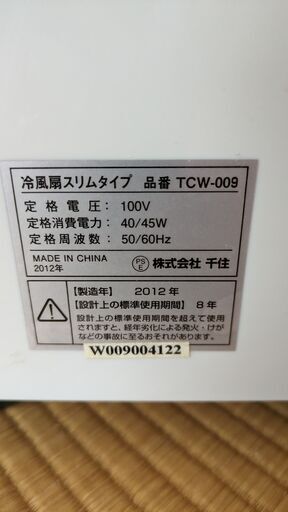 冷風扇スリムタイプ 品番 TCW-009
定格電圧: 100V
定格消費電力: 40/45W
定格周波数: 50/60Hz
MADE IN CHINA
2012年
PS
E
株式会社 千住
【製造年】 2012年
【設計上の標準使用期間】 8年
設計上の標準使用期間を超えて使用
されますと、経年劣化による発火・けが
などの事故に至るおそれがあります。
W009004122